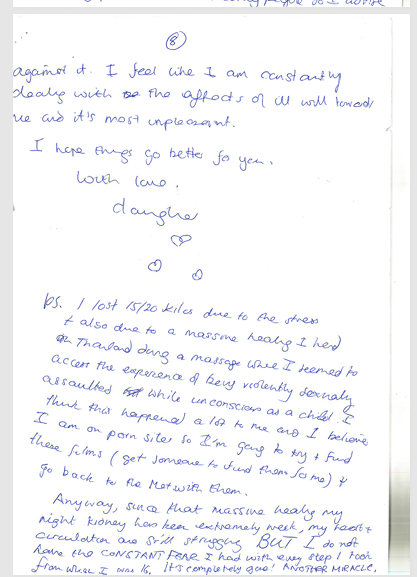 people so I advise
8
against it. I feel like I am constantly
dealing with the affects of ill will towards
me and it's most unpleasant.
I hope things go better for you.
With love.
daughter
PS. I lost 15/20 kilos due to the stress
+ also due to a massive healing I had
in Thailand during a massage where I seemed to
access the experience of being violently sexually
assaulted while unconscious as a child. I
think that happened a lot to me and I believe
I am on porn sites so I'm going to try + find
these films (get someone to find them for me) +
go back to the Met with them.
Anyway, since that massive healing my
right kidney has been extremely weak, my heart +
circulation are still struggling BUT I do not
have the CONSTANT FEAR I had with every step I took
from when I was 16. It's completely gone! ANOTHER MIRACLE.